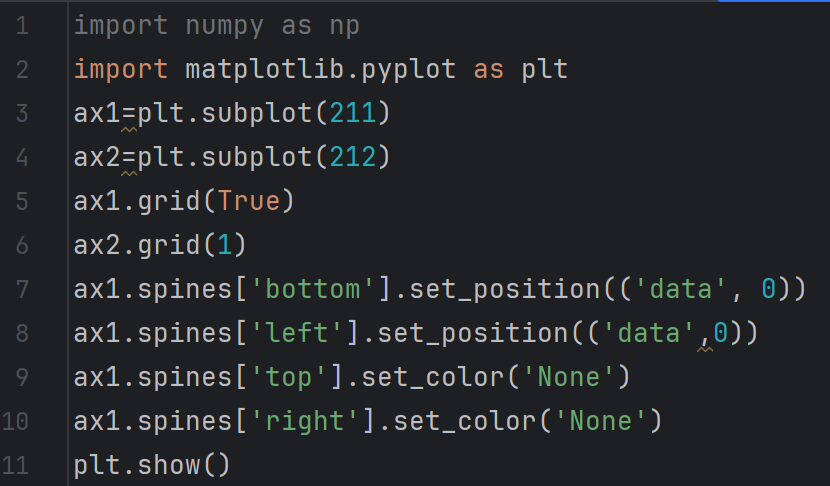 1 import numpy as np
2 import matplotlib.pyplot as plt
3 ax1=plt.subplot(211)
4 ax2=plt.subplot(212)
5 ax1.grid(True)
6 ax2.grid(1)
7 ax1.spines['bottom'].set_position(('data', 0))
8 ax1.spines['left'].set_position(('data',0))
9 ax1.spines['top'].set_color('None')
10 ax1.spines['right'].set_color('None')
11 plt.show()